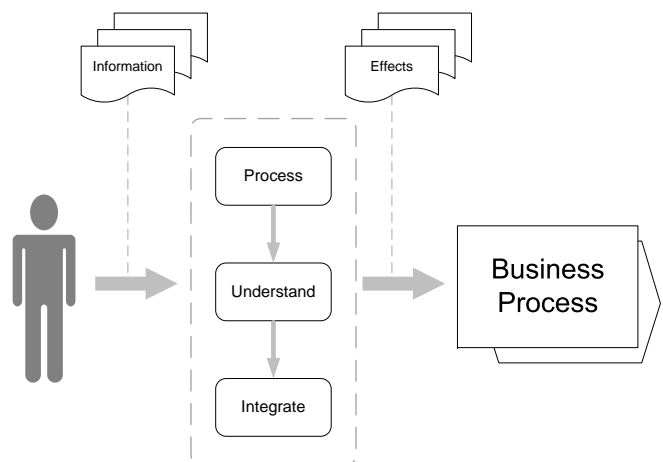 Information
Effects
Process
Understand
Integrate
Business
Process